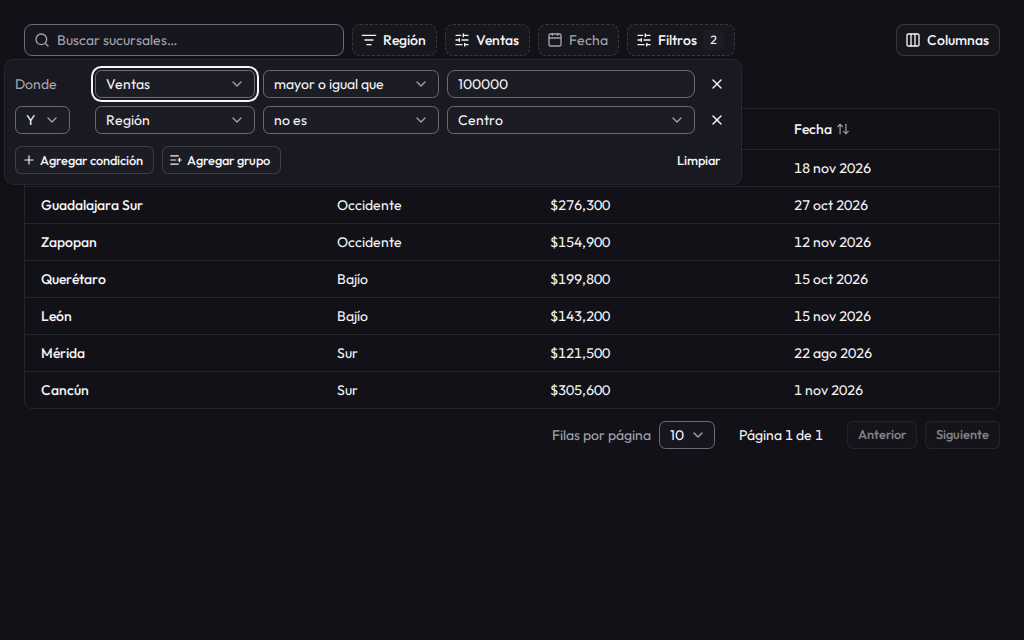 Buscar sucursales… Región Ventas Fecha Filtros 2 Columnas
Donde Ventas mayor o igual que 100000
Y Región no es Centro
Fecha
Agregar condición Agregar grupo Limpiar
18 nov 2026
Guadalajara Sur Occidente $276,300 27 oct 2026
Zapopan Occidente $154,900 12 nov 2026
Querétaro Bajío $199,800 15 oct 2026
León Bajío $143,200 15 nov 2026
Mérida Sur $121,500 22 ago 2026
Cancún Sur $305,600 1 nov 2026
Filas por página 10 Página 1 de 1 Anterior Siguiente